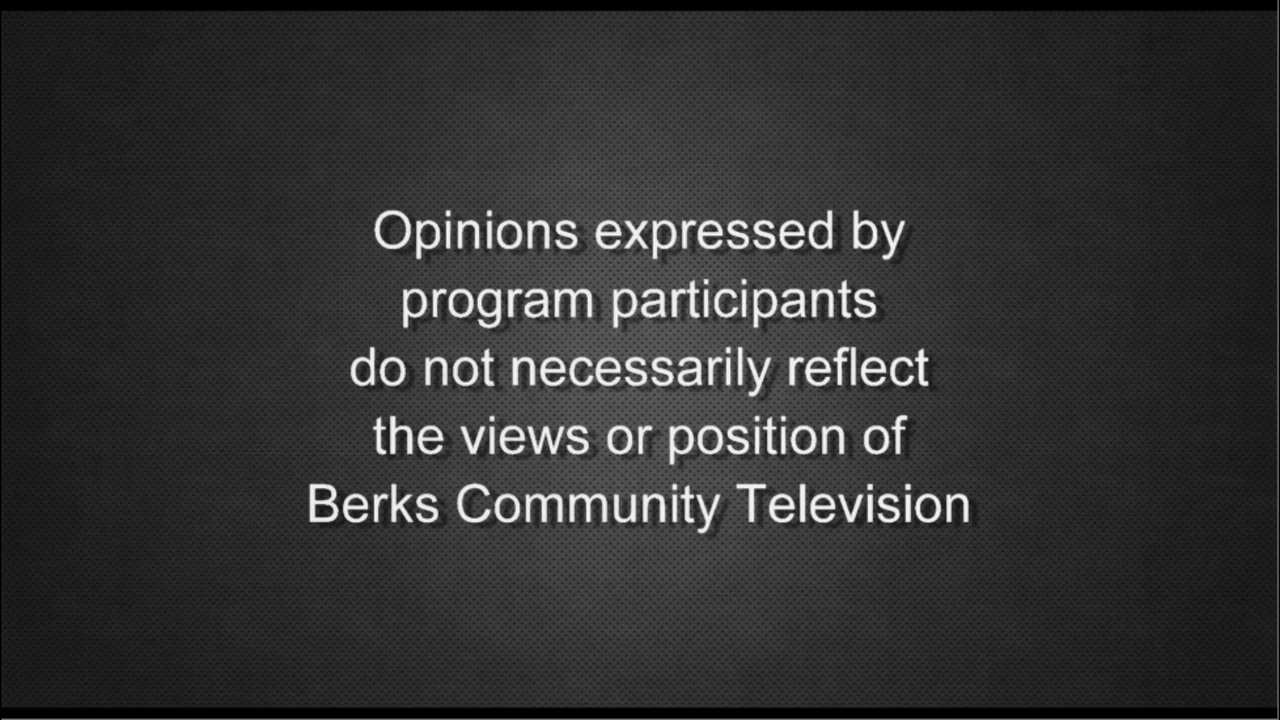 Opinions expressed by
program participants
do not necessarily reflect
the views or position of
Berks Community Television